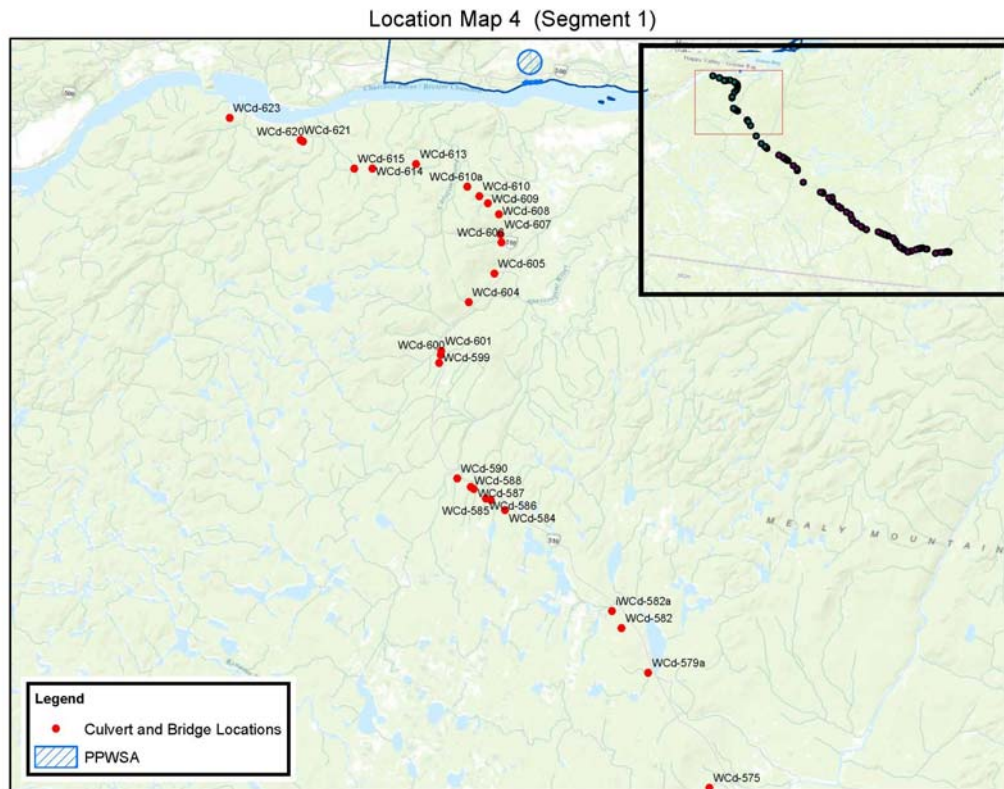 Location Map 4 (Segment 1)
WCd-623
WCd-620
WCd-621
WCd-615
WCd-614
WCd-613
WCd-610a
WCd-610
WCd-609
WCd-608
WCd-607
WCd-606
WCd-605
WCd-604
WCd-601
WCd-600
WCd-599
WCd-590
WCd-588
WCd-587
WCd-586
WCd-585
WCd-584
MEALY MOUNTAIN
iWCd-582a
WCd-582
WCd-579a
WCd-575
Legend
Culvert and Bridge Locations
PPWSA